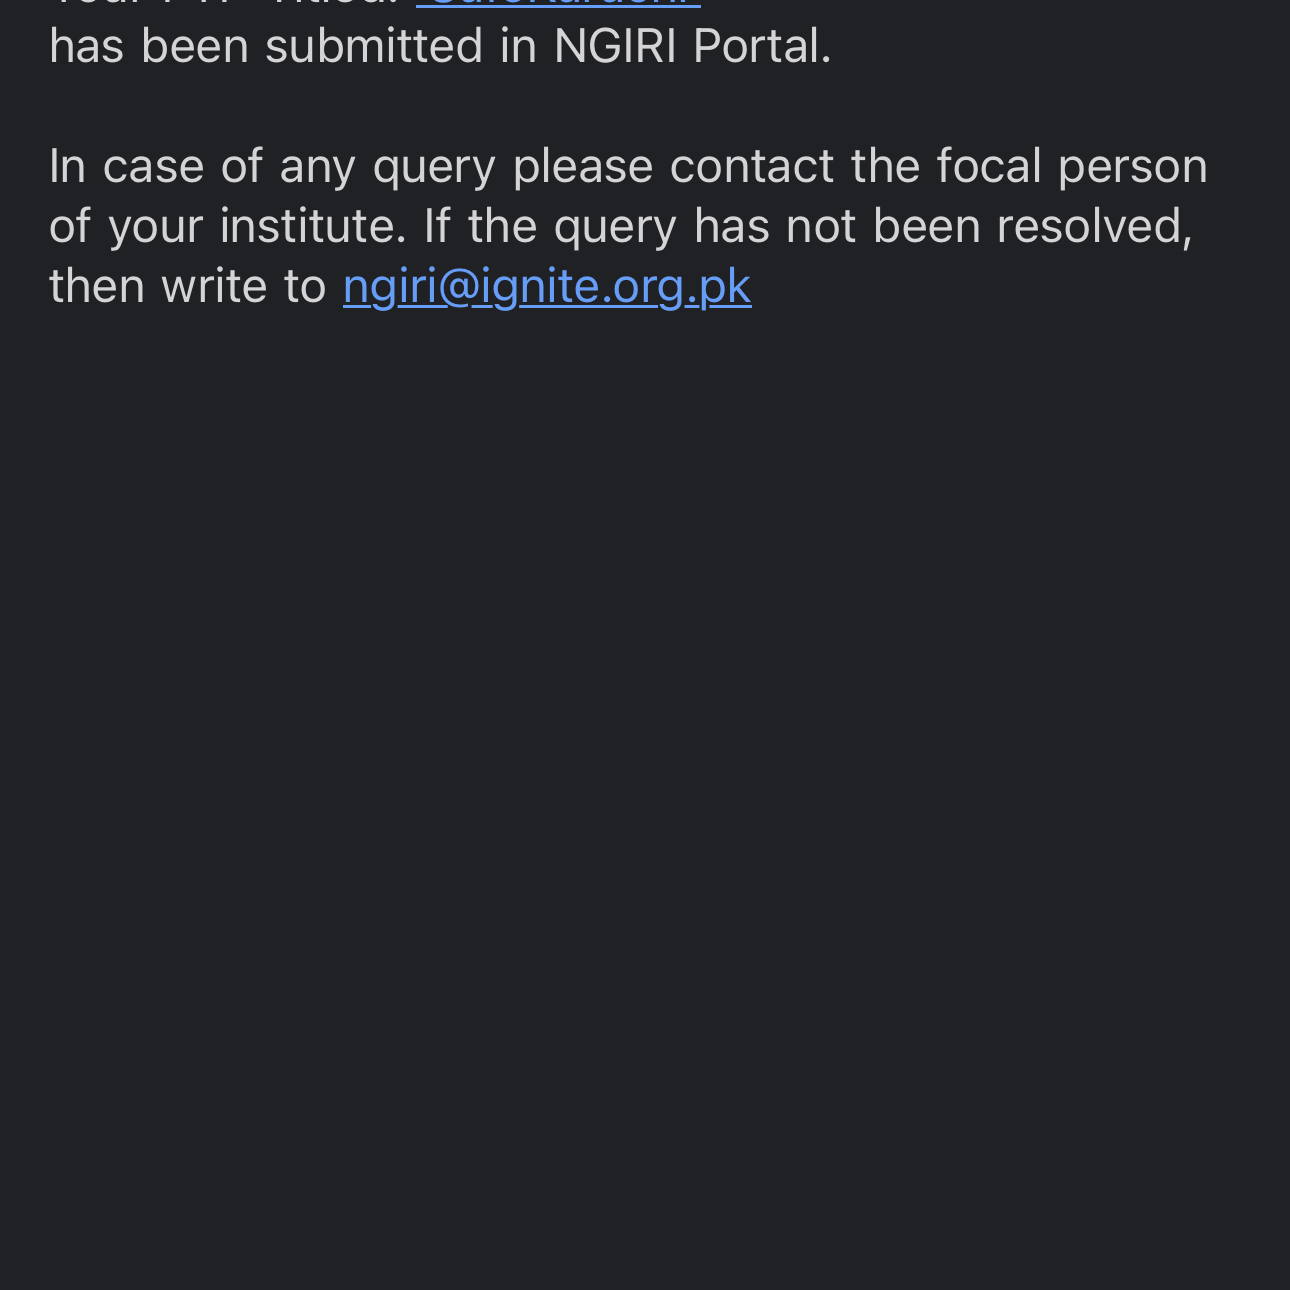 has been submitted in NGIRI Portal.
In case of any query please contact the focal person
of your institute. If the query has not been resolved,
then write to ngiri@ignite.org.pk